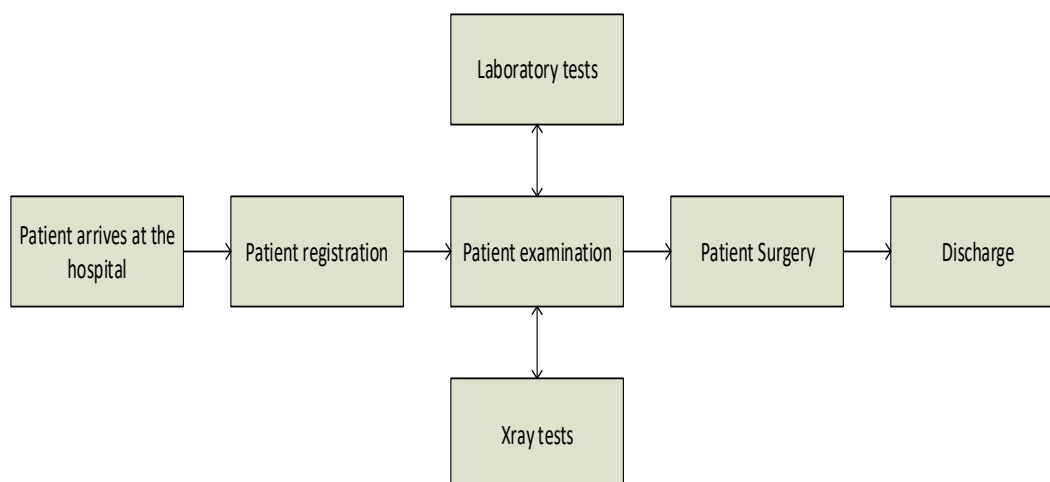 Laboratory tests
Patient arrives at the
hospital
Patient registration
Patient examination
Patient Surgery
Discharge
Xray tests